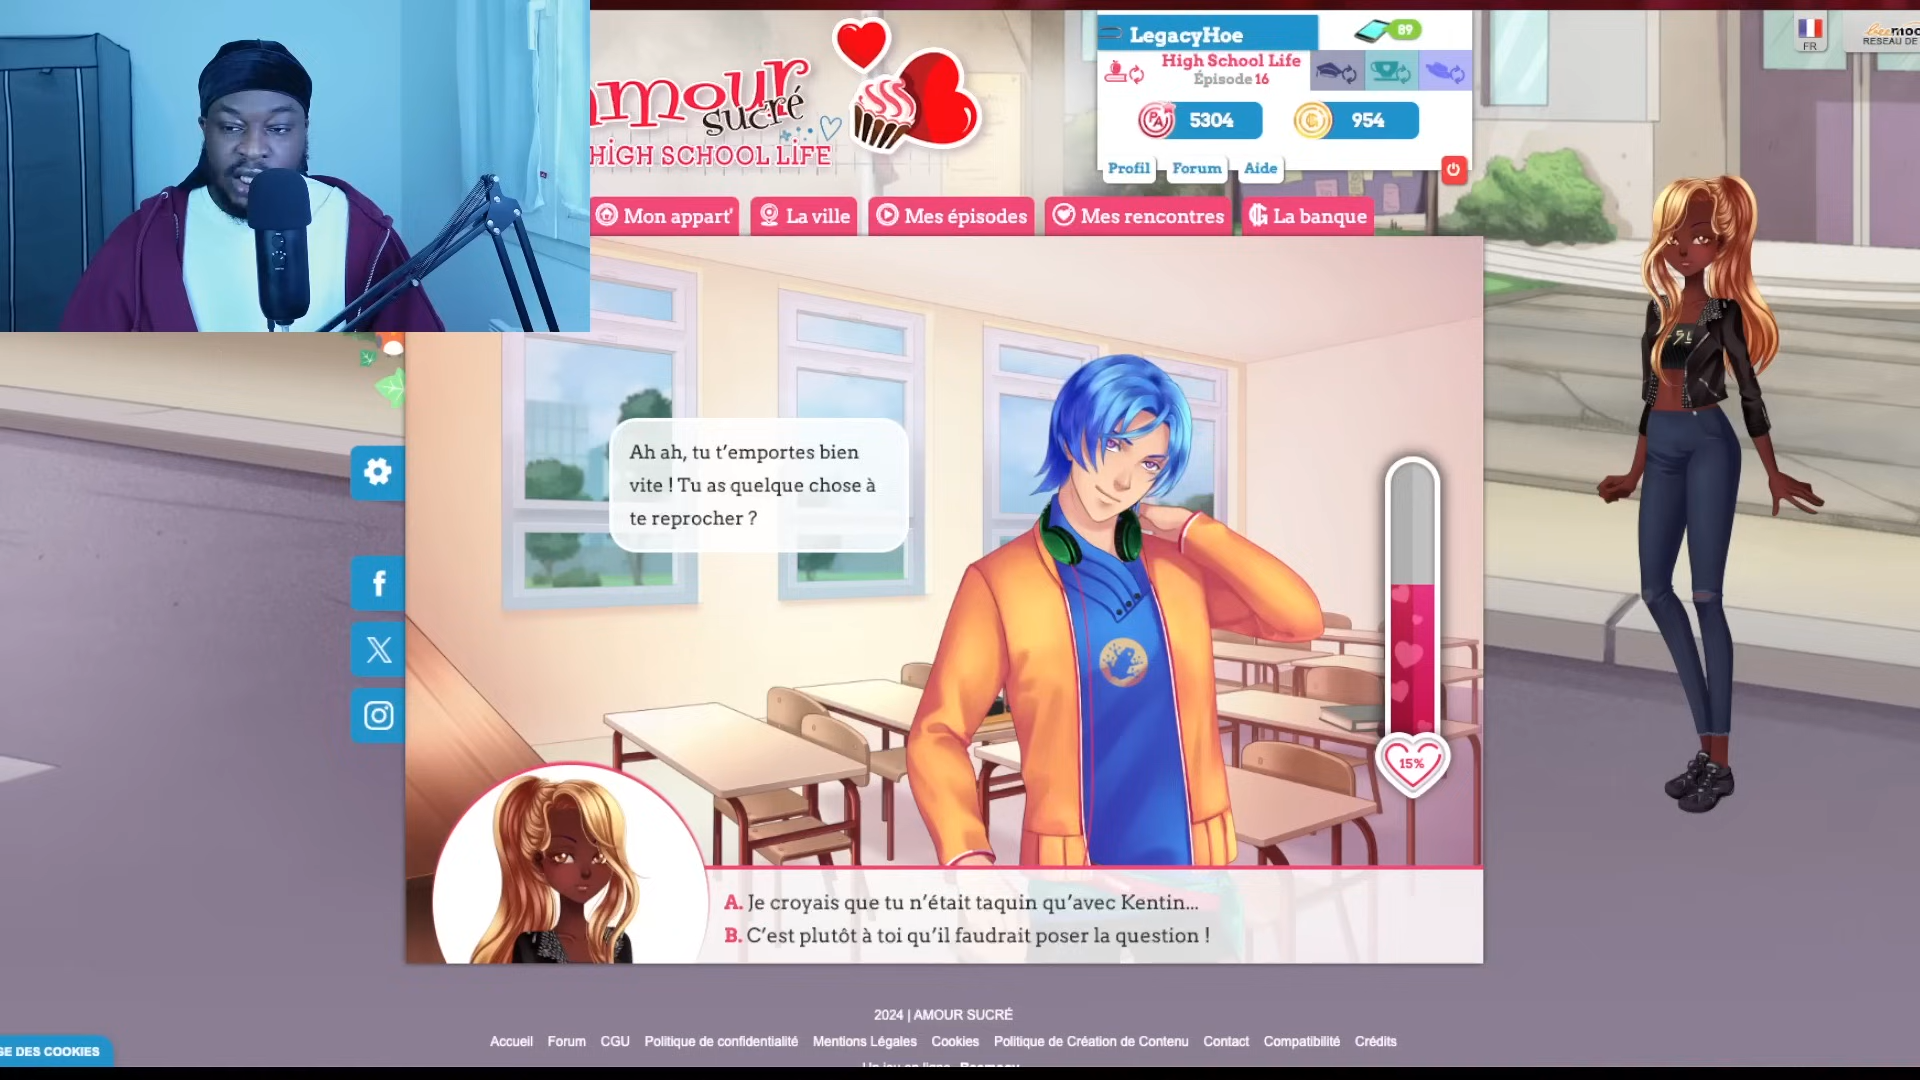 amour
sucré
HIGH SCHOOL LIFE
LegacyHoe
89
High School Life
Épisode 16
PA
5304
954
Profil
Forum
Aide
FR
RESEAU DE
Mon appart'
La ville
Mes épisodes
Mes rencontres
La banque
Ah ah, tu t'emportes bien
vite ! Tu as quelque chose à
te reprocher ?
15%
A. Je croyais que tu n'était taquin qu'avec Kentin...
B. C'est plutôt à toi qu'il faudrait poser la question !
2024 | AMOUR SUCRÉ
Accueil Forum CGU Politique de confidentialité Mentions Légales Cookies Politique de Création de Contenu Contact Compatibilité Crédits
DES COOKIES